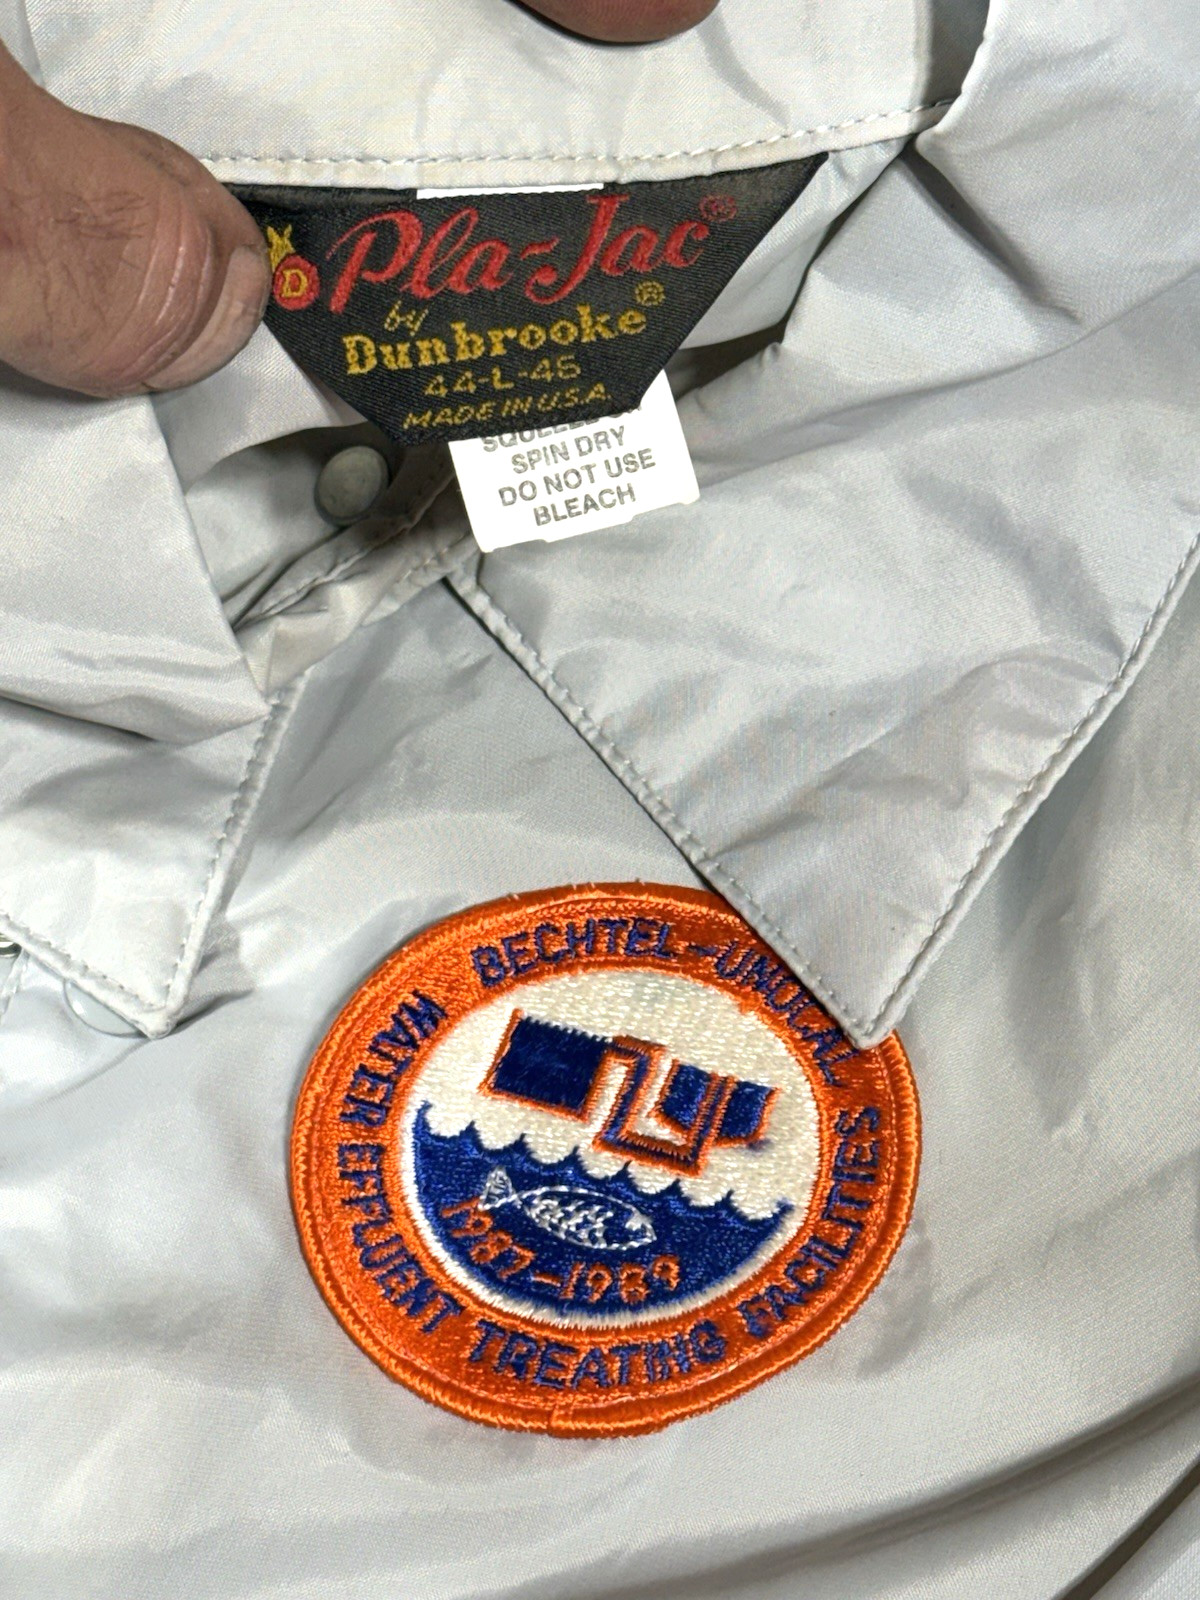 Pla-Jac®
D
by
Dunbrooke®
44-L-46
MADE IN U.S.A.
SPIN DRY
DO NOT USE
BLEACH
BECHTEL-UNOCAL
WATER EFFLUENT TREATING FACILITIES
1987-1989